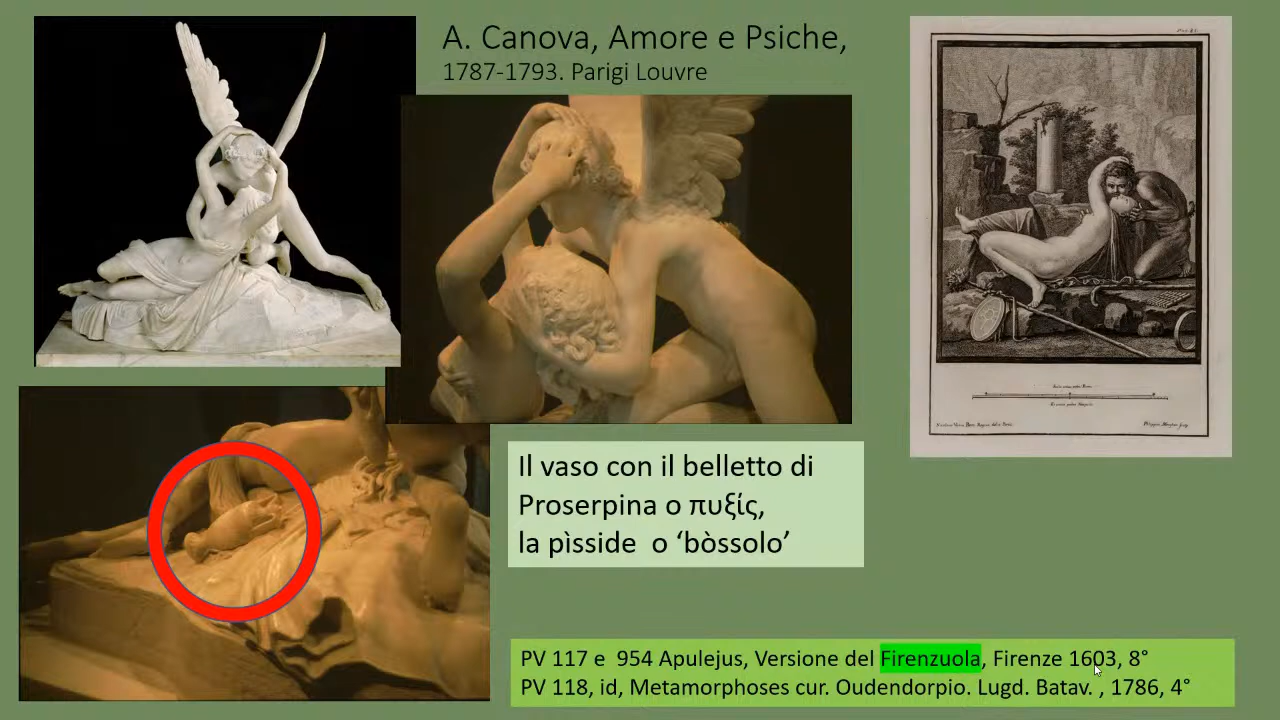 A. Canova, Amore e Psiche,
1787-1793. Parigi Louvre
Il vaso con il belletto di
Proserpina o πυξίς,
la pìsside o ‘bòssolo’
PV 117 e 954 Apulejus, Versione del Firenzuola, Firenze 1603, 8°
PV 118, id, Metamorphoses cur. Oudendorpio. Lugd. Batav. , 1786, 4°